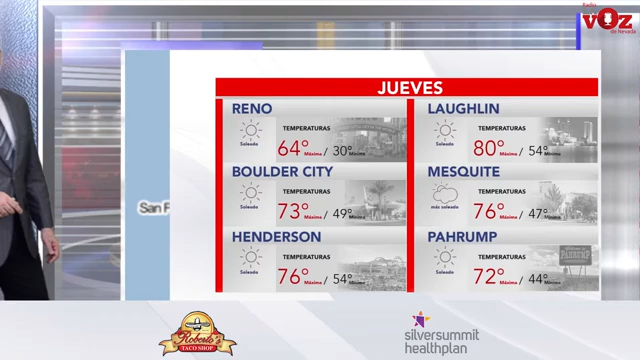 Radio
VOZ
de Nevada
JUEVES
RENO
TEMPERATURAS
Soleado
64° Máxima / 30° Mínima
LAUGHLIN
TEMPERATURAS
Soleado
80° Máxima / 54° Mínima
BOULDER CITY
TEMPERATURAS
Soleado
73° Máxima / 49° Mínima
MESQUITE
TEMPERATURAS
más soleado
76° Máxima / 47° Mínima
HENDERSON
TEMPERATURAS
Soleado
76° Máxima / 54° Mínima
PAHRUMP
TEMPERATURAS
Soleado
72° Máxima / 44° Mínima
PAHRUMP
San F
Roberto's
TACO SHOP
silversummit
healthplan